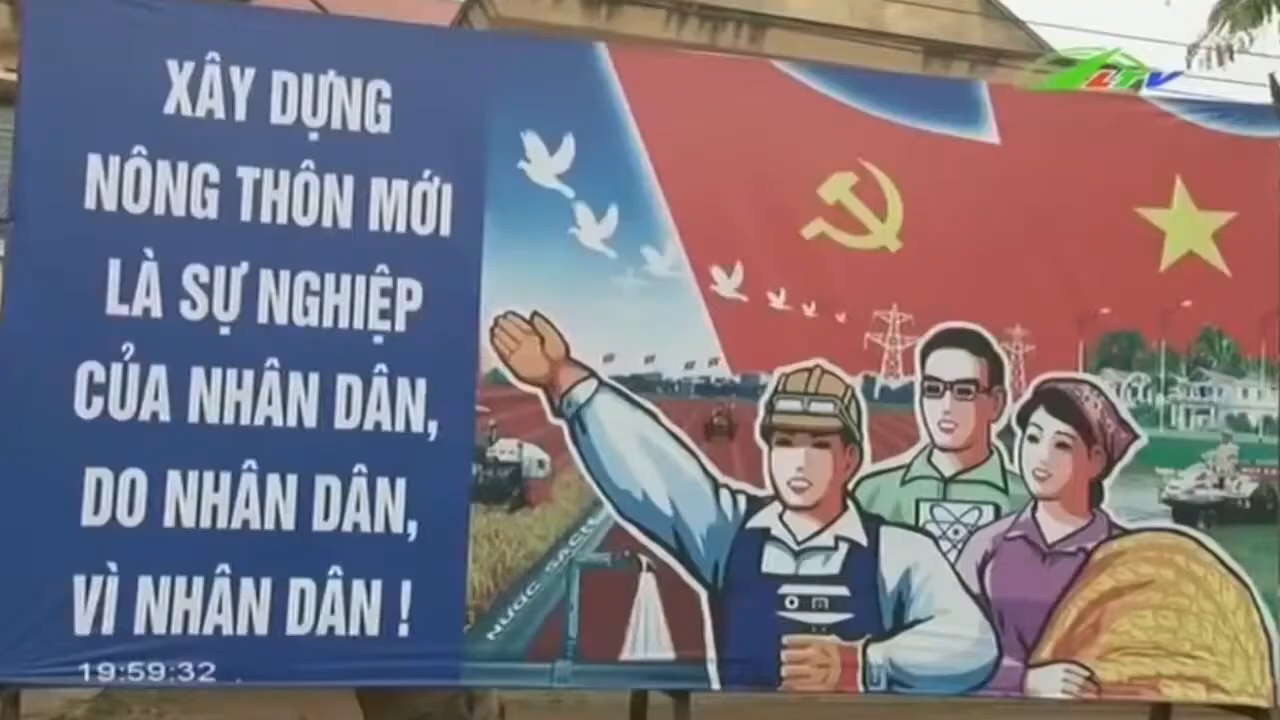 XÂY DỰNG
NÔNG THÔN MỚI
LÀ SỰ NGHIỆP
CỦA NHÂN DÂN,
DO NHÂN DÂN,
VÌ NHÂN DÂN !
NƯỚC SẠCH
LTV
19:59:32